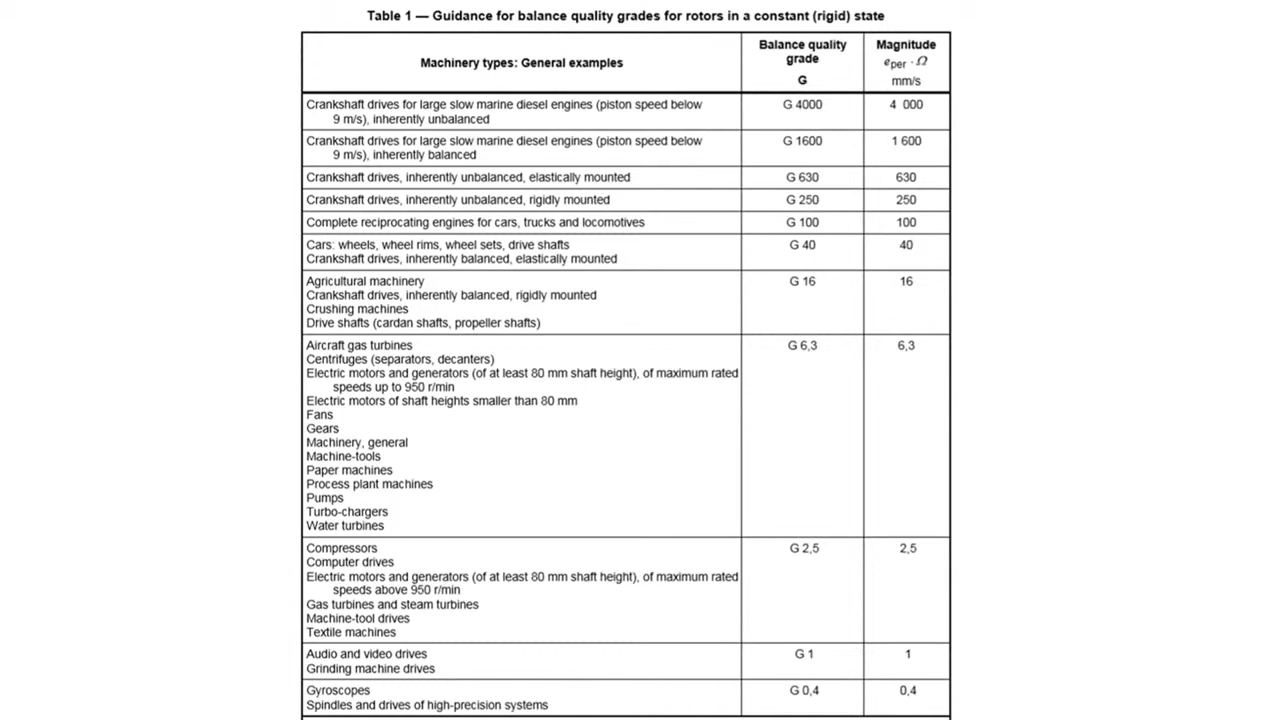 Table 1 — Guidance for balance quality grades for rotors in a constant (rigid) state
Machinery types: General examples
Balance quality
grade
G
Magnitude
eper · Ω
mm/s
Crankshaft drives for large slow marine diesel engines (piston speed below
9 m/s), inherently unbalanced
G 4000
4 000
Crankshaft drives for large slow marine diesel engines (piston speed below
9 m/s), inherently balanced
G 1600
1 600
Crankshaft drives, inherently unbalanced, elastically mounted
G 630
630
Crankshaft drives, inherently unbalanced, rigidly mounted
G 250
250
Complete reciprocating engines for cars, trucks and locomotives
G 100
100
Cars: wheels, wheel rims, wheel sets, drive shafts
Crankshaft drives, inherently balanced, elastically mounted
G 40
40
Agricultural machinery
Crankshaft drives, inherently balanced, rigidly mounted
Crushing machines
Drive shafts (cardan shafts, propeller shafts)
G 16
16
Aircraft gas turbines
Centrifuges (separators, decanters)
Electric motors and generators (of at least 80 mm shaft height), of maximum rated
speeds up to 950 r/min
Electric motors of shaft heights smaller than 80 mm
Fans
Gears
Machinery, general
Machine-tools
Paper machines
Process plant machines
Pumps
Turbo-chargers
Water turbines
G 6,3
6,3
Compressors
Computer drives
Electric motors and generators (of at least 80 mm shaft height), of maximum rated
speeds above 950 r/min
Gas turbines and steam turbines
Machine-tool drives
Textile machines
G 2,5
2,5
Audio and video drives
Grinding machine drives
G 1
1
Gyroscopes
Spindles and drives of high-precision systems
G 0,4
0,4